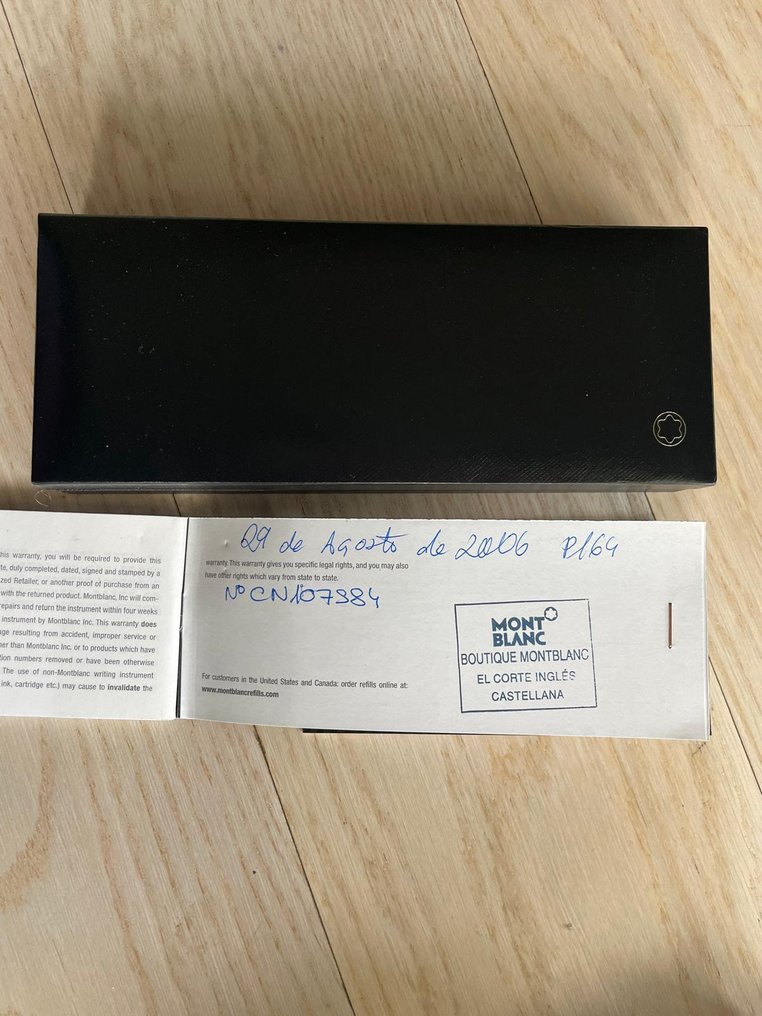 his warranty, you will be required to provide this
te, duly completed, dated, signed and stamped by a
zed Retailer, or another proof of purchase from an
with the returned product. Montblanc, Inc will com-
repairs and return the instrument within four weeks
instrument by Montblanc Inc. This warranty does
ge resulting from accident, improper service or
her than Montblanc Inc. or to products which have
tion numbers removed or have been otherwise
The use of non-Montblanc writing instrument
ink, cartridge etc.) may cause to invalidate the
29 de Agosto de 2006 P164
warranty. This warranty gives you specific legal rights, and you may also
have other rights which vary from state to state.
Nº CN107384
For customers in the United States and Canada: order refills online at:
www.montblancrefills.com
MONT
BLANC
BOUTIQUE MONTBLANC
EL CORTE INGLÉS
CASTELLANA